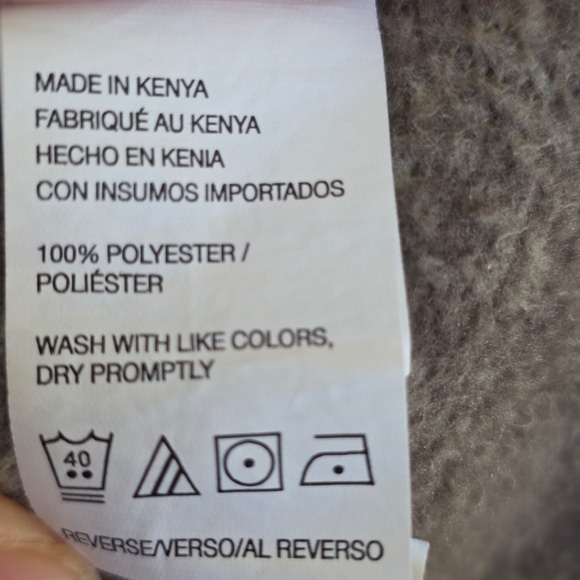 MADE IN KENYA
FABRIQUÉ AU KENYA
HECHO EN KENIA
CON INSUMOS IMPORTADOS
100% POLYESTER /
POLIÉSTER
WASH WITH LIKE COLORS,
DRY PROMPTLY
40
REVERSE/VERSO/AL REVERSO